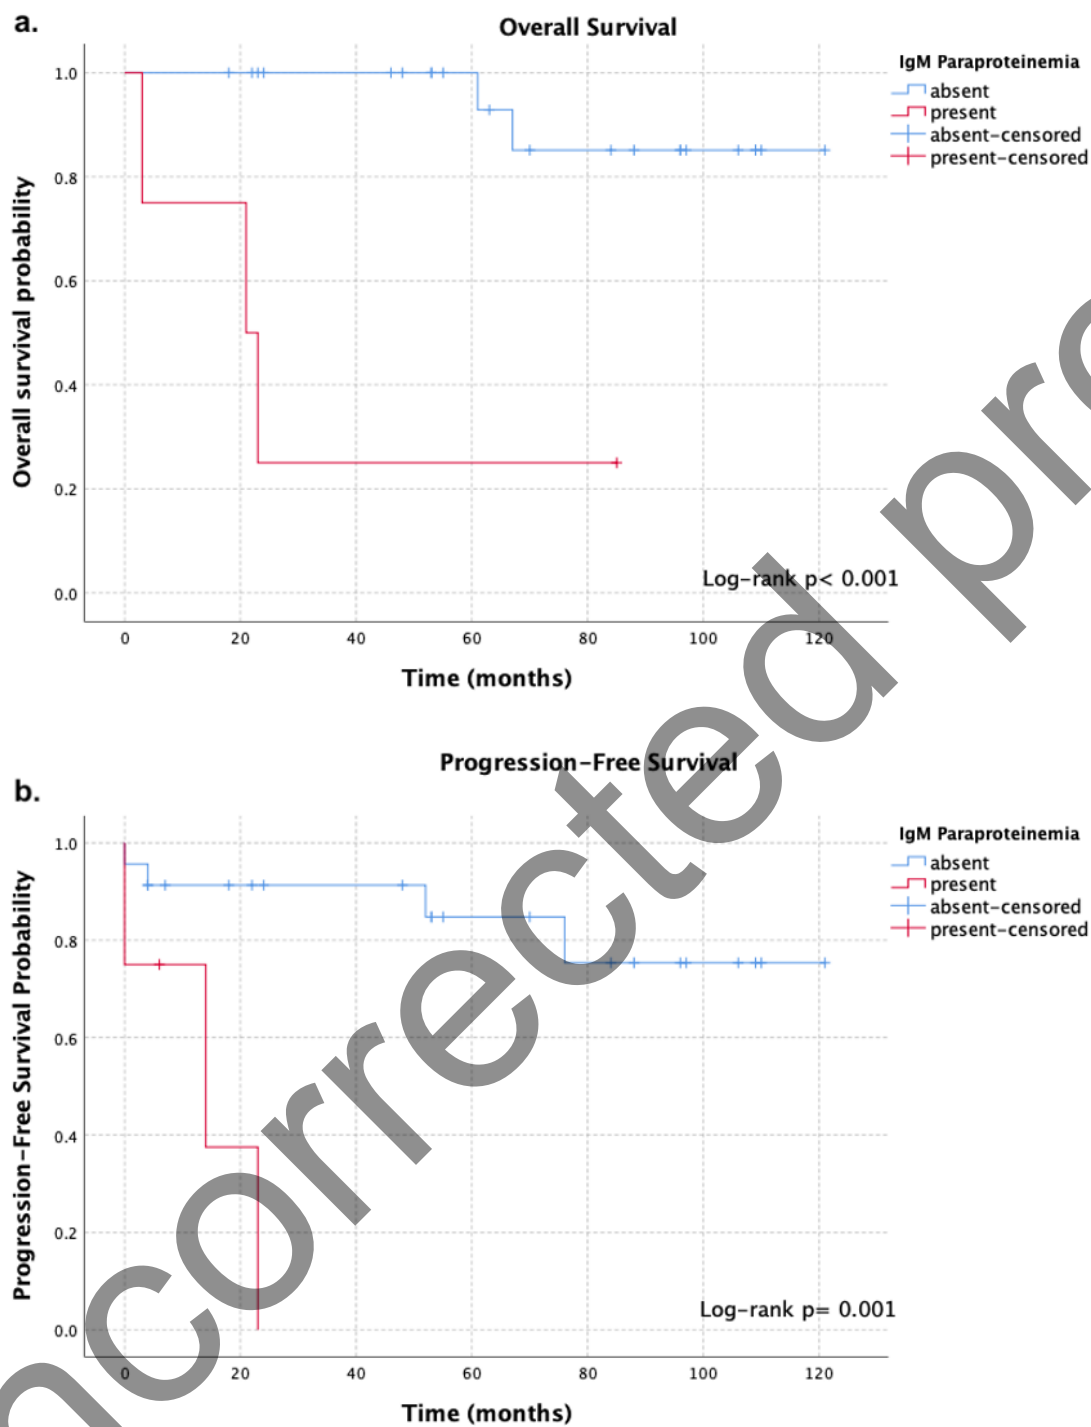 a.
Overall Survival
IgM Paraproteinemia
absent
present
absent-censored
present-censored
Overall survival probability
1.0
0.8
0.6
0.4
0.2
0.0
Log-rank p< 0.001
0 20 40 60 80 100 120
Time (months)
b.
Progression-Free Survival
IgM Paraproteinemia
absent
present
absent-censored
present-censored
Progression-Free Survival Probability
1.0
0.8
0.6
0.4
0.2
0.0
Log-rank p= 0.001
0 20 40 60 80 100 120
Time (months)
ncorrected pro